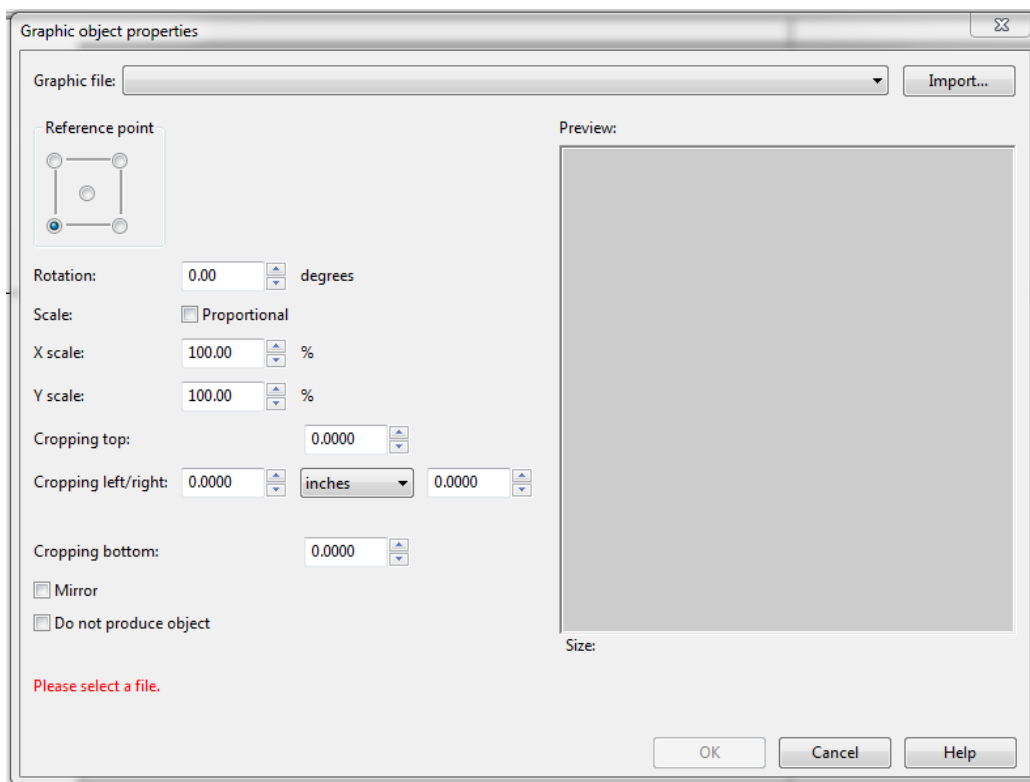 Graphic object properties
Graphic file:
Import...
Reference point
Preview:
Rotation: 0.00 degrees
Scale: Proportional
X scale: 100.00 %
Y scale: 100.00 %
Cropping top: 0.0000
Cropping left/right: 0.0000 inches 0.0000
Cropping bottom: 0.0000
Mirror
Do not produce object
Size:
Please select a file.
OK Cancel Help